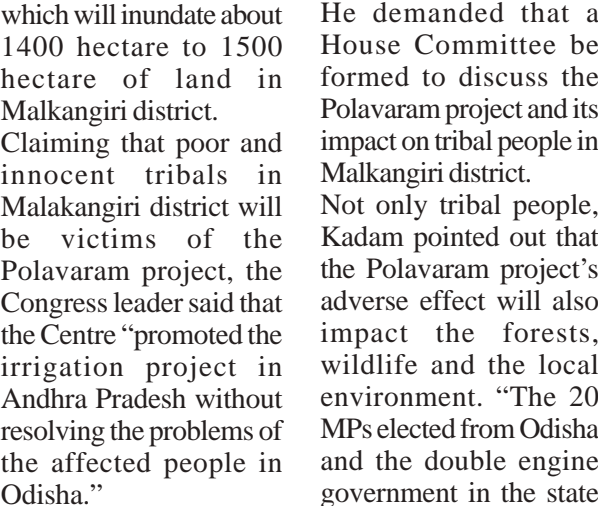 which will inundate about
1400 hectare to 1500
hectare of land in
Malkangiri district.
Claiming that poor and
innocent tribals in
Malakangiri district will
be victims of the
Polavaram project, the
Congress leader said that
the Centre “promoted the
irrigation project in
Andhra Pradesh without
resolving the problems of
the affected people in
Odisha.”
He demanded that a
House Committee be
formed to discuss the
Polavaram project and its
impact on tribal people in
Malkangiri district.
Not only tribal people,
Kadam pointed out that
the Polavaram project’s
adverse effect will also
impact the forests,
wildlife and the local
environment. “The 20
MPs elected from Odisha
and the double engine
government in the state